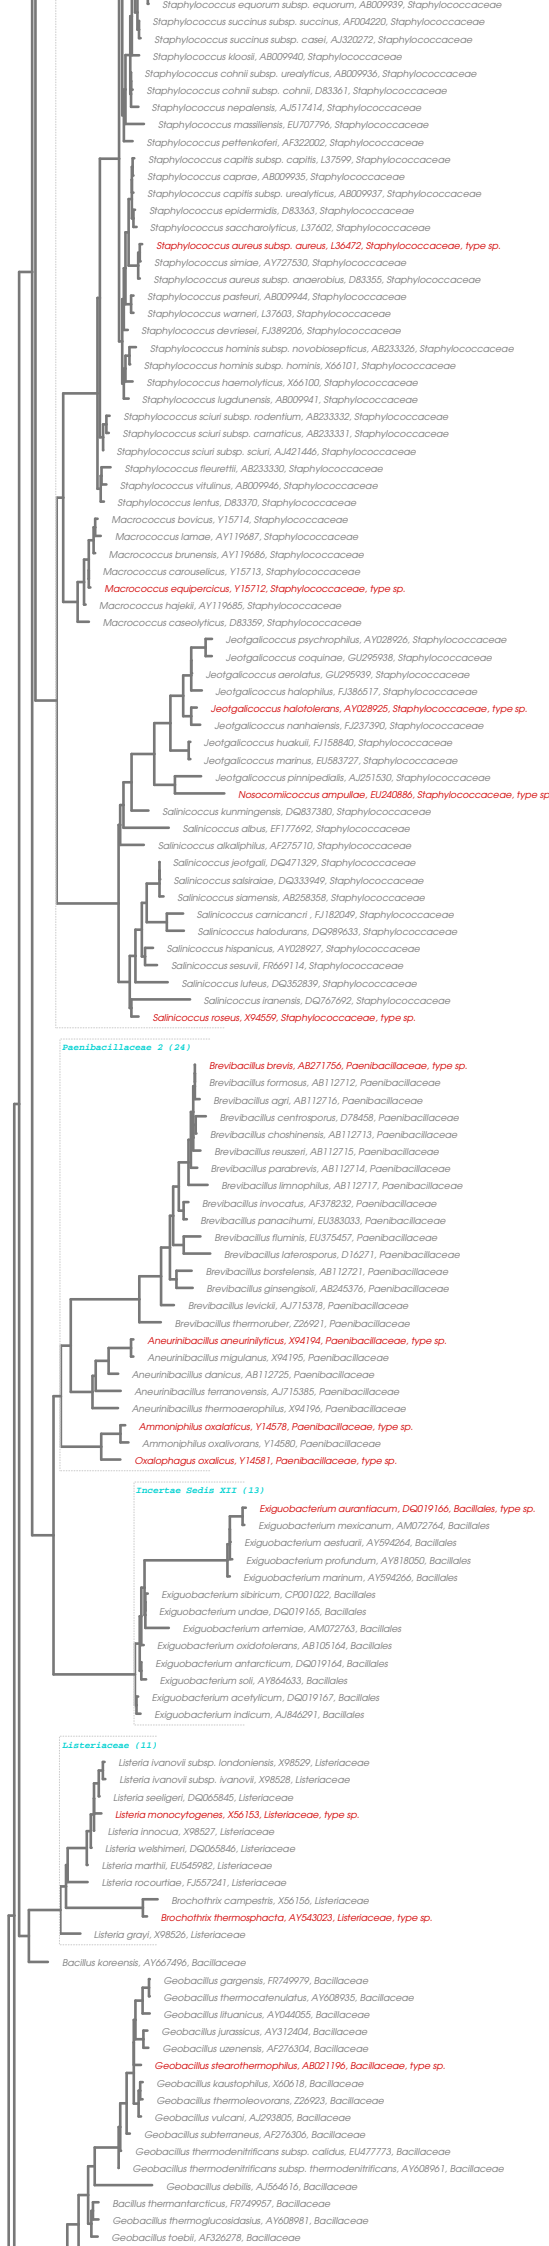 Staphylococcus equorum subsp. equorum, AB009939, Staphylococcaceae
Staphylococcus succinus subsp. succinus, AF004220, Staphylococcaceae
Staphylococcus succinus subsp. casei, AJ320272, Staphylococcaceae
Staphylococcus kloosii, AB009940, Staphylococcaceae
Staphylococcus cohnii subsp. urealyticus, AB009936, Staphylococcaceae
Staphylococcus cohnii subsp. cohnii, D83361, Staphylococcaceae
Staphylococcus nepalensis, AJ517414, Staphylococcaceae
Staphylococcus massiliensis, EU707796, Staphylococcaceae
Staphylococcus pettenkoferi, AF322002, Staphylococcaceae
Staphylococcus capitis subsp. capitis, L37599, Staphylococcaceae
Staphylococcus caprae, AB009935, Staphylococcaceae
Staphylococcus capitis subsp. urealyticus, AB009937, Staphylococcaceae
Staphylococcus epidermidis, D83363, Staphylococcaceae
Staphylococcus saccharolyticus, L37602, Staphylococcaceae
Staphylococcus aureus subsp. aureus, L36472, Staphylococcaceae, type sp.
Staphylococcus simiae, AY727530, Staphylococcaceae
Staphylococcus aureus subsp. anaerobius, D83355, Staphylococcaceae
Staphylococcus pasteuri, AB009944, Staphylococcaceae
Staphylococcus warneri, L37603, Staphylococcaceae
Staphylococcus devriesei, FJ389206, Staphylococcaceae
Staphylococcus hominis subsp. novobiosepticus, AB233326, Staphylococcaceae
Staphylococcus hominis subsp. hominis, X66101, Staphylococcaceae
Staphylococcus haemolyticus, X66100, Staphylococcaceae
Staphylococcus lugdunensis, AB009941, Staphylococcaceae
Staphylococcus sciuri subsp. rodentium, AB233332, Staphylococcaceae
Staphylococcus sciuri subsp. carnaticus, AB233331, Staphylococcaceae
Staphylococcus sciuri subsp. sciuri, AJ421446, Staphylococcaceae
Staphylococcus fleurettii, AB233330, Staphylococcaceae
Staphylococcus vitulinus, AB009946, Staphylococcaceae
Staphylococcus lentus, D83370, Staphylococcaceae
Macrococcus bovicus, Y15714, Staphylococcaceae
Macrococcus lamae, AY119687, Staphylococcaceae
Macrococcus brunensis, AY119686, Staphylococcaceae
Macrococcus carouselicus, Y15713, Staphylococcaceae
Macrococcus equipercicus, Y15712, Staphylococcaceae, type sp.
Macrococcus hajekii, AY119685, Staphylococcaceae
Macrococcus caseolyticus, D83359, Staphylococcaceae
Jeotgalicoccus psychrophilus, AY028926, Staphylococcaceae
Jeotgalicoccus coquinae, GU295938, Staphylococcaceae
Jeotgalicoccus aerolatus, GU295939, Staphylococcaceae
Jeotgalicoccus halophilus, FJ386517, Staphylococcaceae
Jeotgalicoccus halotolerans, AY028925, Staphylococcaceae, type sp.
Jeotgalicoccus nanhaiensis, FJ237390, Staphylococcaceae
Jeotgalicoccus huakuii, FJ158840, Staphylococcaceae
Jeotgalicoccus marinus, EU583727, Staphylococcaceae
Jeotgalicoccus pinnipedialis, AJ251530, Staphylococcaceae
Nosocomiicoccus ampullae, EU240886, Staphylococcaceae, type sp
Salinicoccus kunmingensis, DQ837380, Staphylococcaceae
Salinicoccus albus, EF177692, Staphylococcaceae
Salinicoccus alkaliphilus, AF275710, Staphylococcaceae
Salinicoccus jeotgali, DQ471329, Staphylococcaceae
Salinicoccus salsiraiae, DQ333949, Staphylococcaceae
Salinicoccus siamensis, AB258358, Staphylococcaceae
Salinicoccus carnicancri , FJ182049, Staphylococcaceae
Salinicoccus halodurans, DQ989633, Staphylococcaceae
Salinicoccus hispanicus, AY028927, Staphylococcaceae
Salinicoccus sesuvii, FR669114, Staphylococcaceae
Salinicoccus luteus, DQ352839, Staphylococcaceae
Salinicoccus iranensis, DQ767692, Staphylococcaceae
Salinicoccus roseus, X94559, Staphylococcaceae, type sp.
Paenibacillaceae 2 (24)
Brevibacillus brevis, AB271756, Paenibacillaceae, type sp.
Brevibacillus formosus, AB112712, Paenibacillaceae
Brevibacillus agri, AB112716, Paenibacillaceae
Brevibacillus centrosporus, D78458, Paenibacillaceae
Brevibacillus choshinensis, AB112713, Paenibacillaceae
Brevibacillus reuszeri, AB112715, Paenibacillaceae
Brevibacillus parabrevis, AB112714, Paenibacillaceae
Brevibacillus limnophilus, AB112717, Paenibacillaceae
Brevibacillus invocatus, AF378232, Paenibacillaceae
Brevibacillus panacihumi, EU383033, Paenibacillaceae
Brevibacillus fluminis, EU375457, Paenibacillaceae
Brevibacillus laterosporus, D16271, Paenibacillaceae
Brevibacillus borstelensis, AB112721, Paenibacillaceae
Brevibacillus ginsengisoli, AB245376, Paenibacillaceae
Brevibacillus levickii, AJ715378, Paenibacillaceae
Brevibacillus thermoruber, Z26921, Paenibacillaceae
Aneurinibacillus aneurinilyticus, X94194, Paenibacillaceae, type sp.
Aneurinibacillus migulanus, X94195, Paenibacillaceae
Aneurinibacillus danicus, AB112725, Paenibacillaceae
Aneurinibacillus terranovensis, AJ715385, Paenibacillaceae
Aneurinibacillus thermoaerophilus, X94196, Paenibacillaceae
Ammoniphilus oxalaticus, Y14578, Paenibacillaceae, type sp.
Ammoniphilus oxalivorans, Y14580, Paenibacillaceae
Oxalophagus oxalicus, Y14581, Paenibacillaceae, type sp.
Incertae Sedis XII (13)
Exiguobacterium aurantiacum, DQ019166, Bacillales, type sp.
Exiguobacterium mexicanum, AM072764, Bacillales
Exiguobacterium aestuarii, AY594264, Bacillales
Exiguobacterium profundum, AY818050, Bacillales
Exiguobacterium marinum, AY594266, Bacillales
Exiguobacterium sibiricum, CP001022, Bacillales
Exiguobacterium undae, DQ019165, Bacillales
Exiguobacterium artemiae, AM072763, Bacillales
Exiguobacterium oxidotolerans, AB105164, Bacillales
Exiguobacterium antarcticum, DQ019164, Bacillales
Exiguobacterium soli, AY864633, Bacillales
Exiguobacterium acetylicum, DQ019167, Bacillales
Exiguobacterium indicum, AJ846291, Bacillales
Listeriaceae (11)
Listeria ivanovii subsp. londoniensis, X98529, Listeriaceae
Listeria ivanovii subsp. ivanovii, X98528, Listeriaceae
Listeria seeligeri, DQ065845, Listeriaceae
Listeria monocytogenes, X56153, Listeriaceae, type sp.
Listeria innocua, X98527, Listeriaceae
Listeria welshimeri, DQ065846, Listeriaceae
Listeria marthii, EU545982, Listeriaceae
Listeria rocourtiae, FJ557241, Listeriaceae
Brochothrix campestris, X56156, Listeriaceae
Brochothrix thermosphacta, AY543023, Listeriaceae, type sp.
Listeria grayi, X98526, Listeriaceae
Bacillus koreensis, AY667496, Bacillaceae
Geobacillus gargensis, FR749979, Bacillaceae
Geobacillus thermocatenulatus, AY608935, Bacillaceae
Geobacillus lituanicus, AY044055, Bacillaceae
Geobacillus jurassicus, AY312404, Bacillaceae
Geobacillus uzenensis, AF276304, Bacillaceae
Geobacillus stearothermophilus, AB021196, Bacillaceae, type sp.
Geobacillus kaustophilus, X60618, Bacillaceae
Geobacillus thermoleovorans, Z26923, Bacillaceae
Geobacillus vulcani, AJ293805, Bacillaceae
Geobacillus subterraneus, AF276306, Bacillaceae
Geobacillus thermodenitrificans subsp. calidus, EU477773, Bacillaceae
Geobacillus thermodenitrificans subsp. thermodenitrificans, AY608961, Bacillaceae
Geobacillus debilis, AJ564616, Bacillaceae
Bacillus thermantarcticus, FR749957, Bacillaceae
Geobacillus thermoglucosidasius, AY608981, Bacillaceae
Geobacillus toebii, AF326278, Bacillaceae